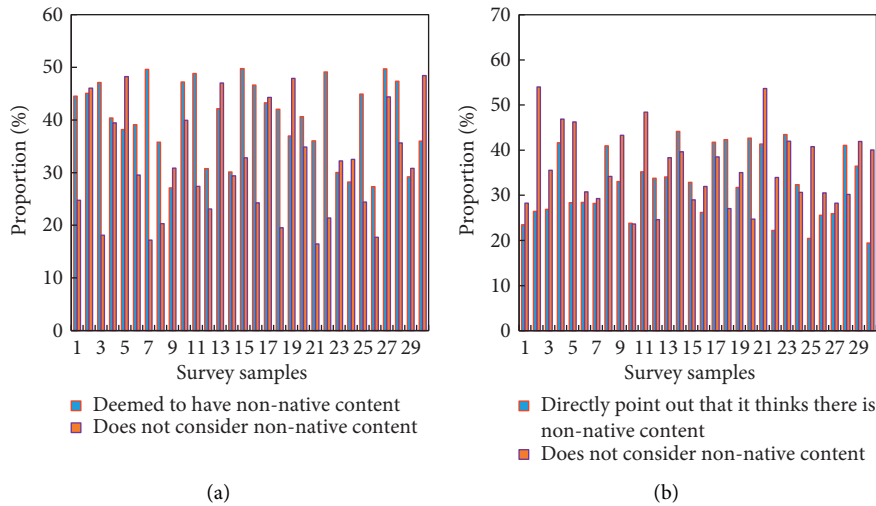 60
50
40
30
20
10
0
Proportion (%)
1 3 5 7 9 11 13 15 17 19 21 23 25 27 29
Survey samples
Deemed to have non-native content
Does not consider non-native content
(a)
70
60
50
40
30
20
10
0
Proportion (%)
1 3 5 7 9 11 13 15 17 19 21 23 25 27 29
Survey samples
Directly point out that it thinks there is
non-native content
Does not consider non-native content
(b)